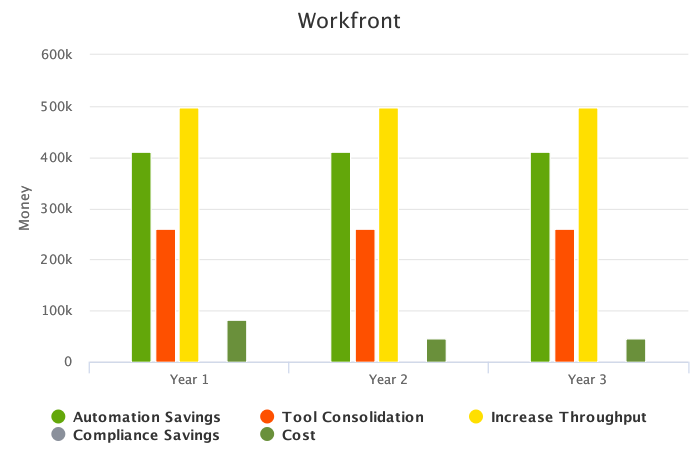 Workfront
600k
500k
400k
300k
200k
100k
0
Money
Year 1 Year 2 Year 3
Automation Savings Tool Consolidation Increase Throughput
Compliance Savings Cost